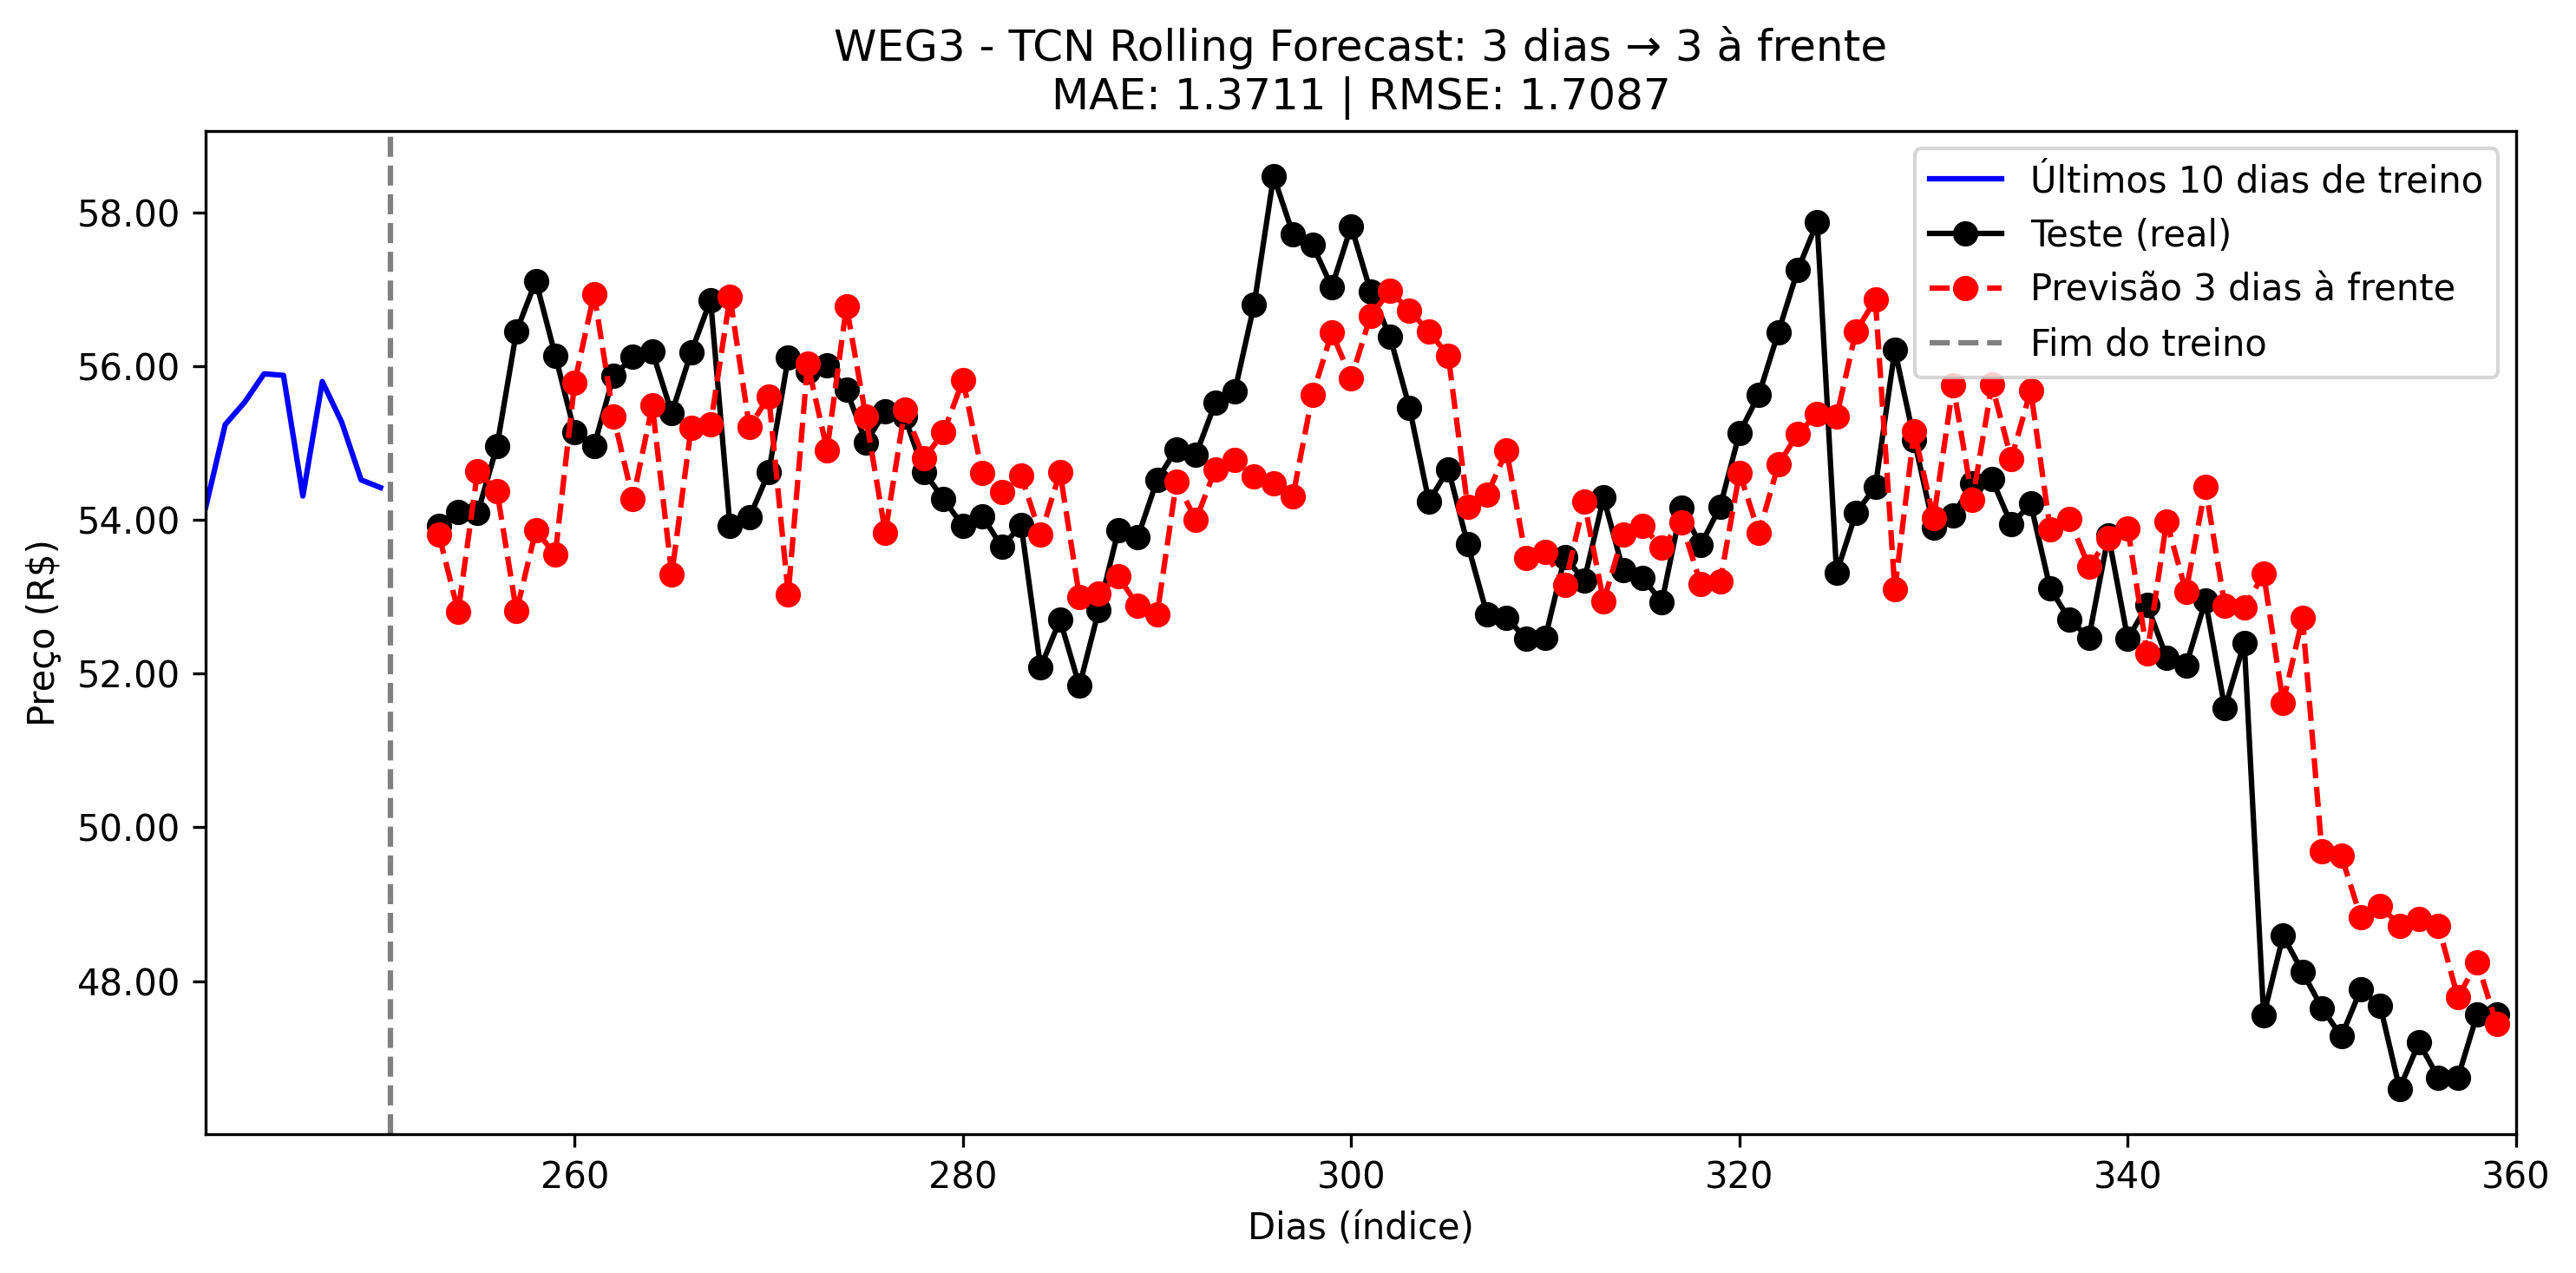 WEG3 - TCN Rolling Forecast: 3 dias → 3 à frente
MAE: 1.3711 | RMSE: 1.7087
Últimos 10 dias de treino
Teste (real)
Previsão 3 dias à frente
Fim do treino
Preço (R$)
58.00
56.00
54.00
52.00
50.00
48.00
260
280
300
320
340
360
Dias (índice)